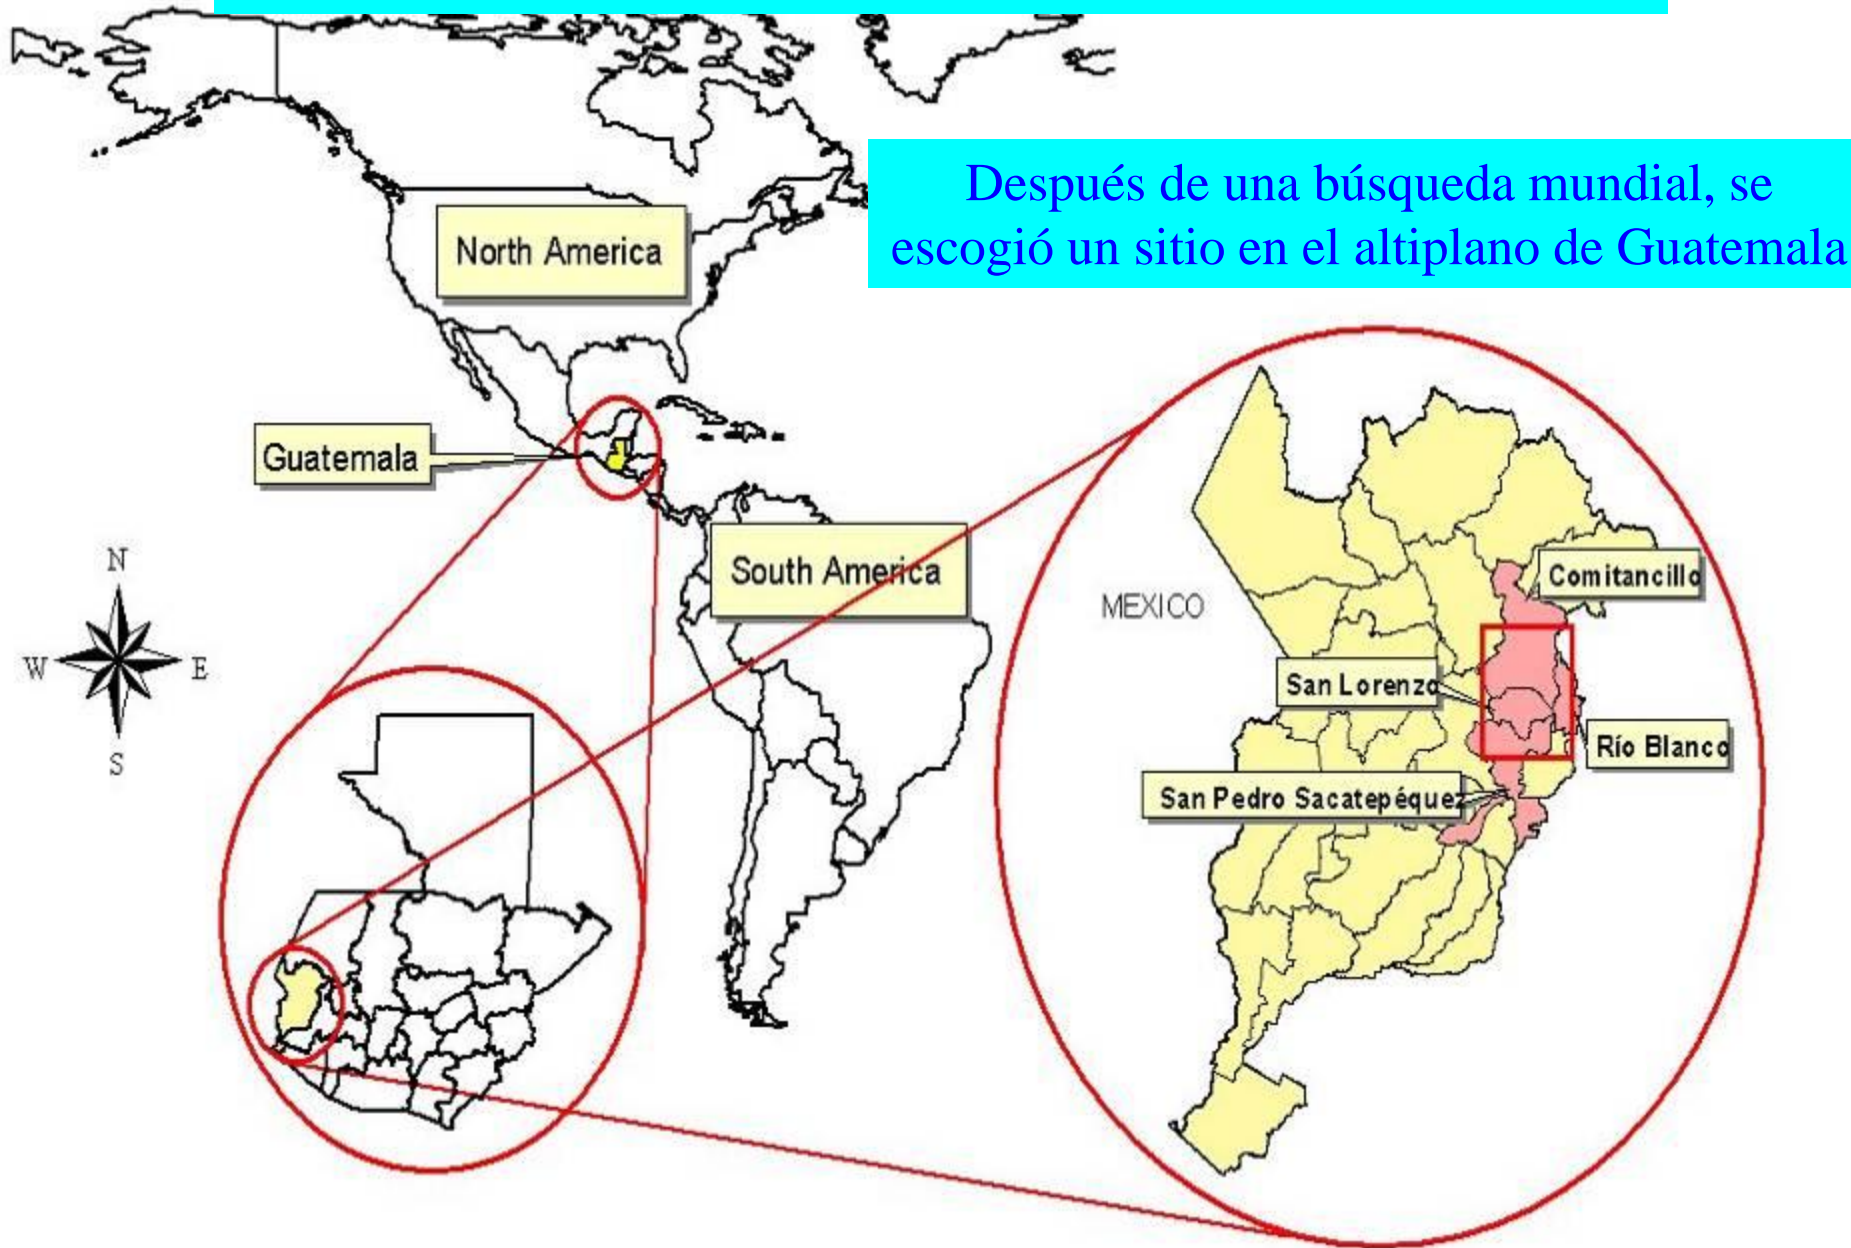 Después de una búsqueda mundial, se
escogió un sitio en el altiplano de Guatemala
North America
Guatemala
South America
N
W
E
S
MEXICO
Comitancillo
San Lorenzo
Río Blanco
San Pedro Sacatepéquez